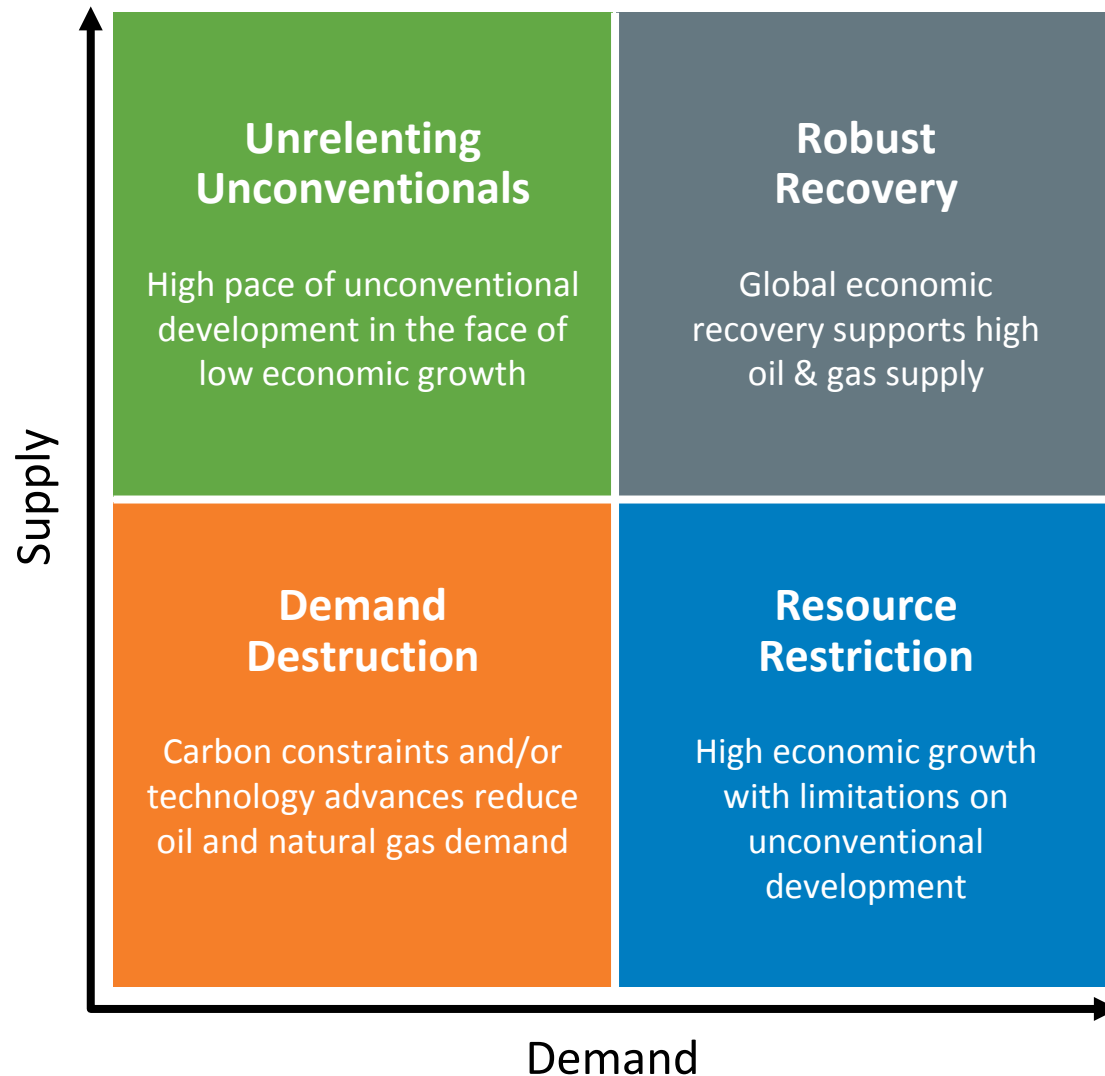 Supply
Unrelenting
Unconventionals
High pace of unconventional
development in the face of
low economic growth
Robust
Recovery
Global economic
recovery supports high
oil & gas supply
Demand
Destruction
Carbon constraints and/or
technology advances reduce
oil and natural gas demand
Resource
Restriction
High economic growth
with limitations on
unconventional
development
Demand